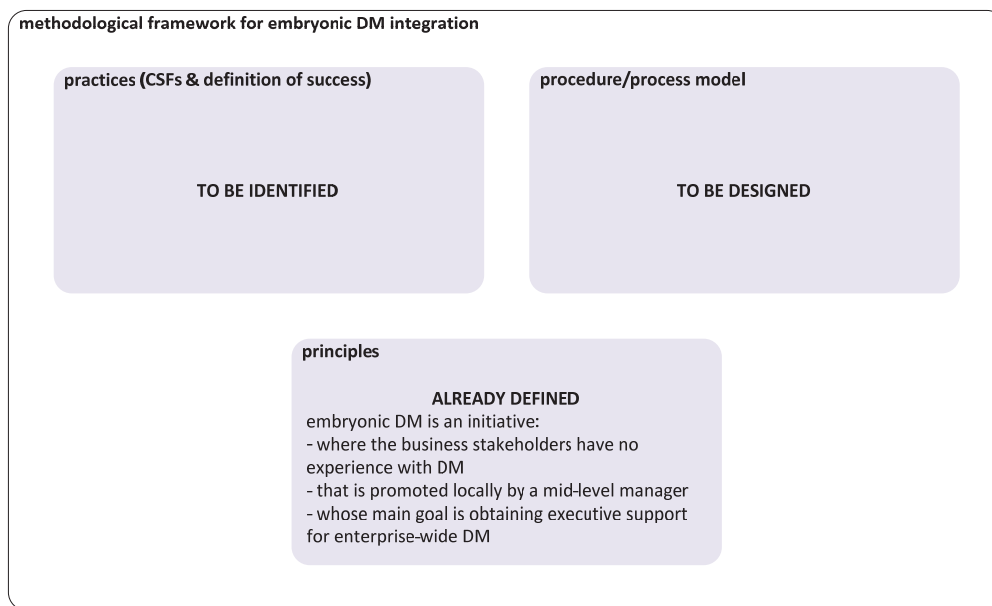 methodological framework for embryonic DM integration
practices (CSFs & definition of success)
TO BE IDENTIFIED
procedure/process model
TO BE DESIGNED
principles
ALREADY DEFINED
embryonic DM is an initiative:
- where the business stakeholders have no
experience with DM
- that is promoted locally by a mid-level manager
- whose main goal is obtaining executive support
for enterprise-wide DM